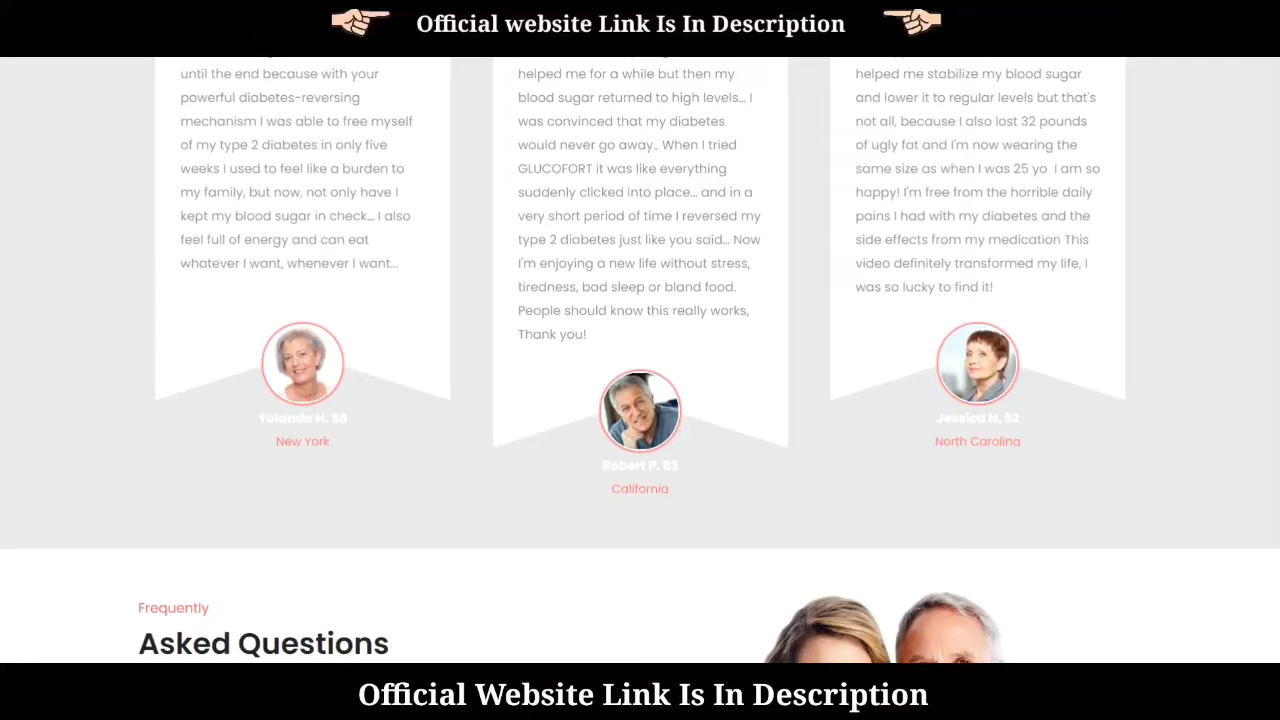 Official website Link Is In Description
until the end because with your
powerful diabetes-reversing
mechanism I was able to free myself
of my type 2 diabetes in only five
weeks I used to feel like a burden to
my family, but now, not only have I
kept my blood sugar in check... I also
feel full of energy and can eat
whatever I want, whenever I want...
Yolanda H. 58
New York
helped me for a while but then my
blood sugar returned to high levels... I
was convinced that my diabetes
would never go away.. When I tried
GLUCOFORT it was like everything
suddenly clicked into place... and in a
very short period of time I reversed my
type 2 diabetes just like you said... Now
I'm enjoying a new life without stress,
tiredness, bad sleep or bland food.
People should know this really works,
Thank you!
Robert P. 63
California
helped me stabilize my blood sugar
and lower it to regular levels but that's
not all, because I also lost 32 pounds
of ugly fat and I'm now wearing the
same size as when I was 25 yo I am so
happy! I'm free from the horrible daily
pains I had with my diabetes and the
side effects from my medication This
video definitely transformed my life, I
was so lucky to find it!
Jessica N, 52
North Carolina
Frequently
Asked Questions
Official Website Link Is In Description